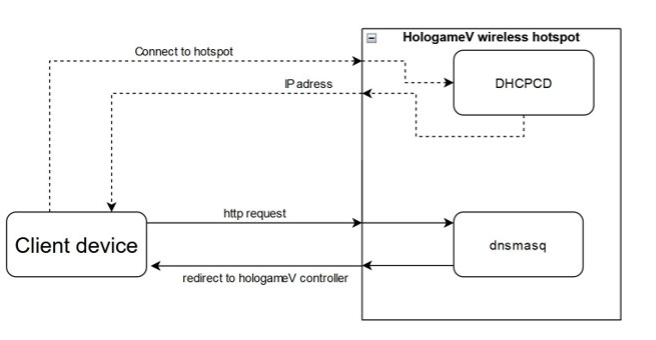 HologameV wireless hotspot
Connect to hotspot
DHCPCD
IP adress
http request
Client device
dnsmasq
redirect to hologameV controller